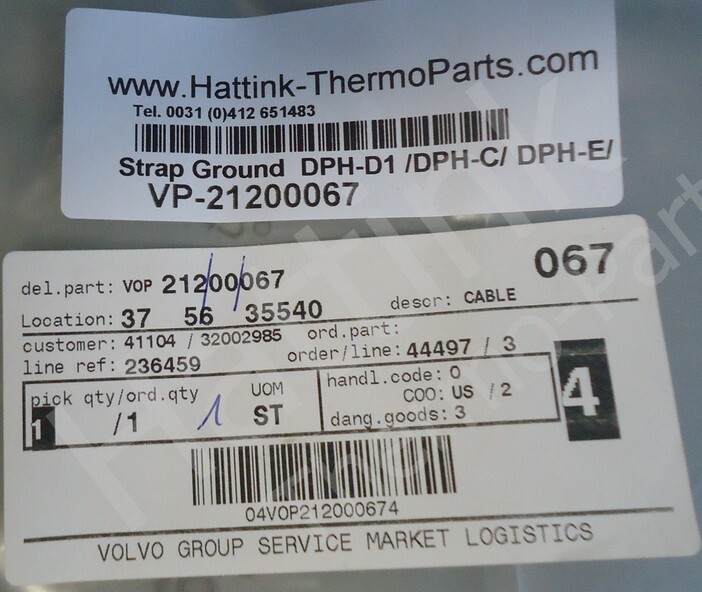 www.Hattink-ThermoParts.com
Tel. 0031 (0)412 651483
Strap Ground DPH-D1 /DPH-C/ DPH-E/
VP-21200067
067
del.part: VOP 21200067
Location: 37 56 35540 descr: CABLE
customer: 41104 / 32002985 ord.part:
line ref: 236459 order/line: 44497 / 3
pick qty/ord.qty UOM handl.code: 0
1 /1 1 ST COO: US / 2
dang.goods: 3
4
04VOP212000674
VOLVO GROUP SERVICE MARKET LOGISTICS